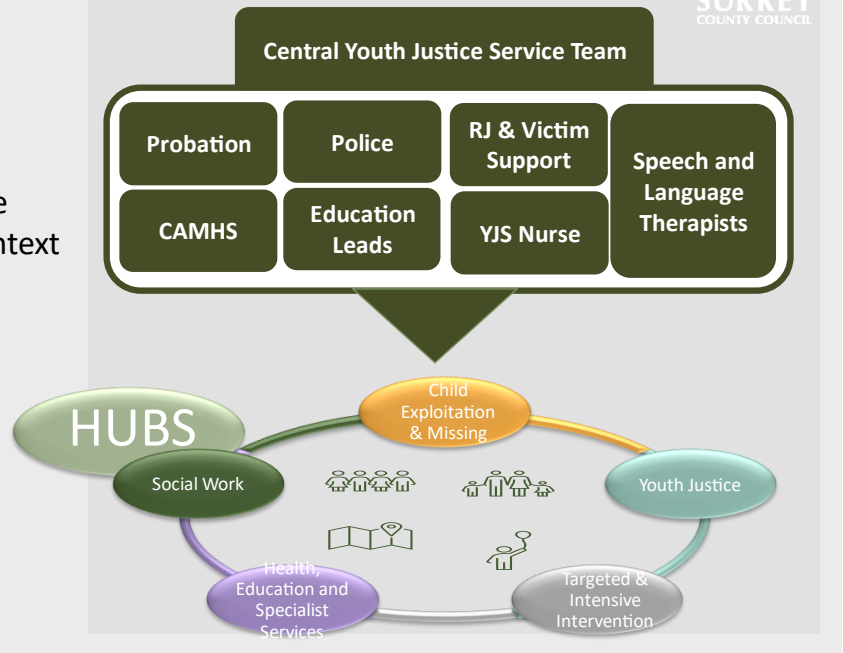 SURREY
COUNTY COUNCIL
Central Youth Justice Service Team
Probation
Police
RJ & Victim
Support
Speech and
Language
Therapists
CAMHS
Education
Leads
YJS Nurse
ntext
HUBS
Child
Exploitation
& Missing
Social Work
Youth Justice
Health,
Education and
Specialist
Services
Targeted &
Intensive
Intervention